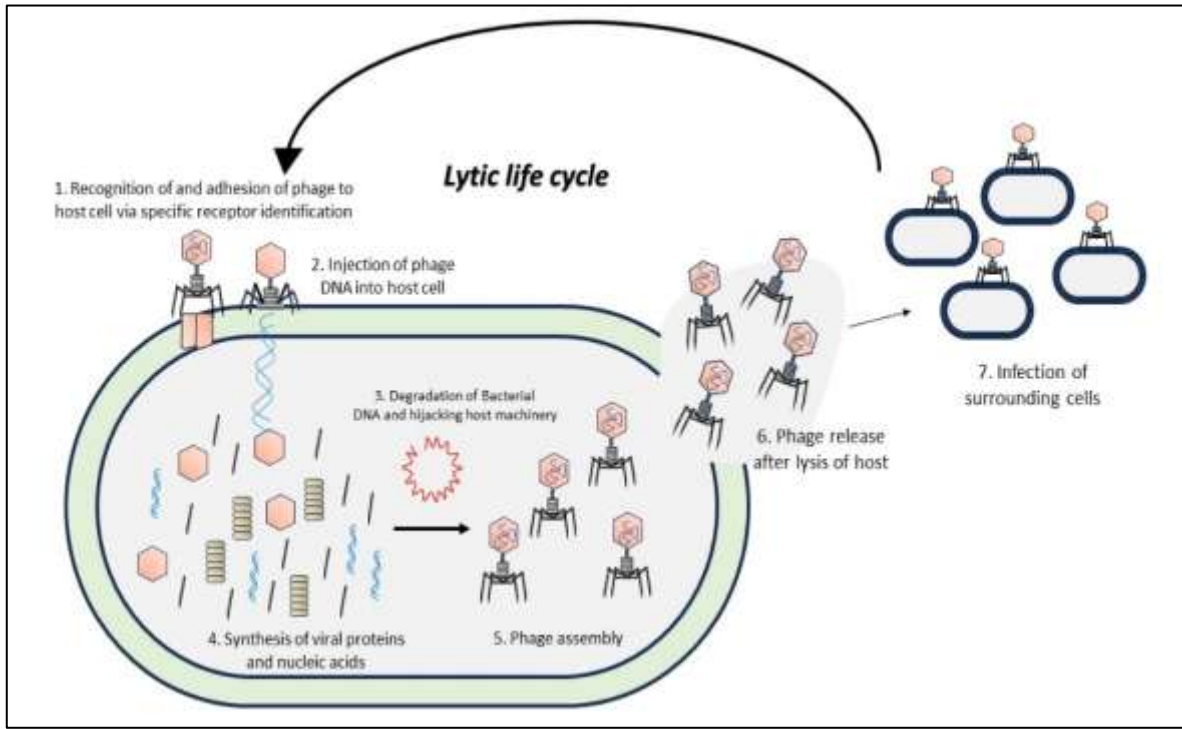 Lytic life cycle
1. Recognition of and adhesion of phage to
host cell via specific receptor identification
2. Injection of phage
DNA into host cell
3. Degradation of Bacterial
DNA and hijacking host machinery
4. Synthesis of viral proteins
and nucleic acids
5. Phage assembly
6. Phage release
after lysis of host
7. Infection of
surrounding cells